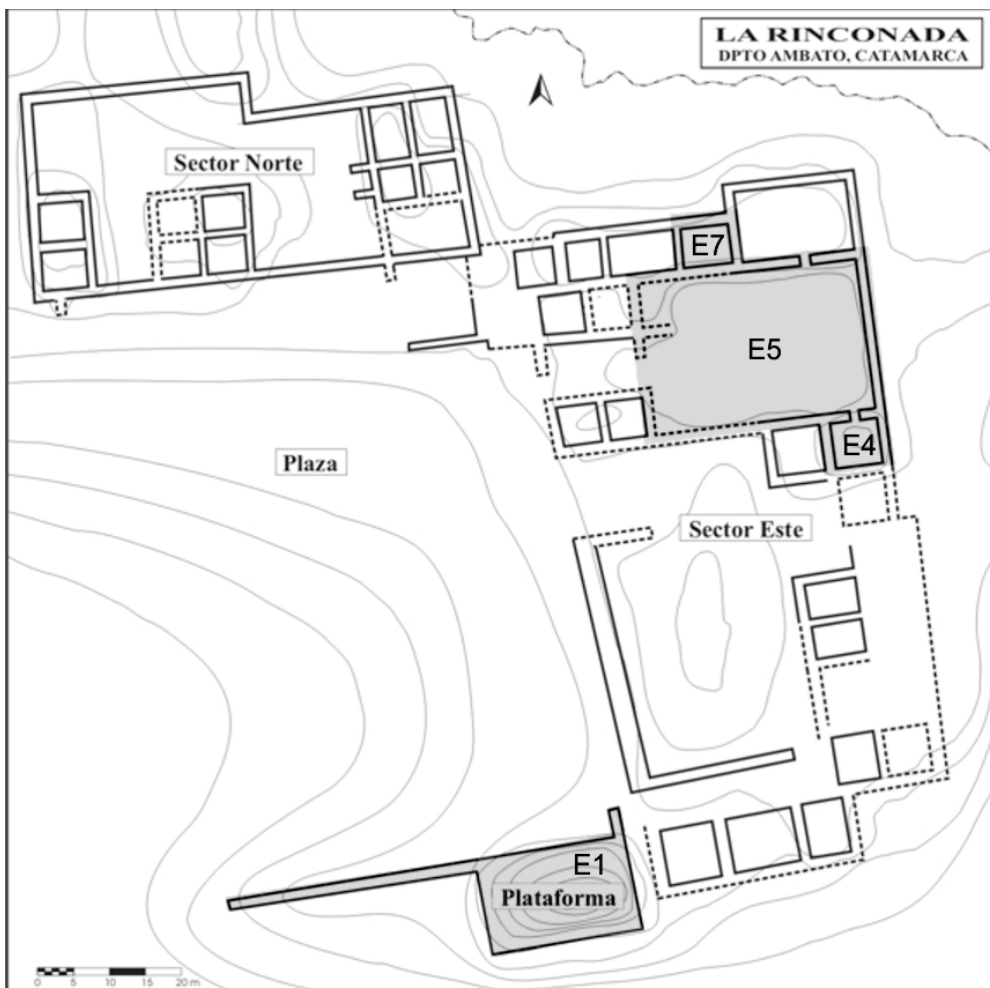 LA RINCONADA
DPTO AMBATO, CATAMARCA
Sector Norte
E7
E5
E4
Plaza
Sector Este
E1
Plataforma
0 5 10 15 20 m